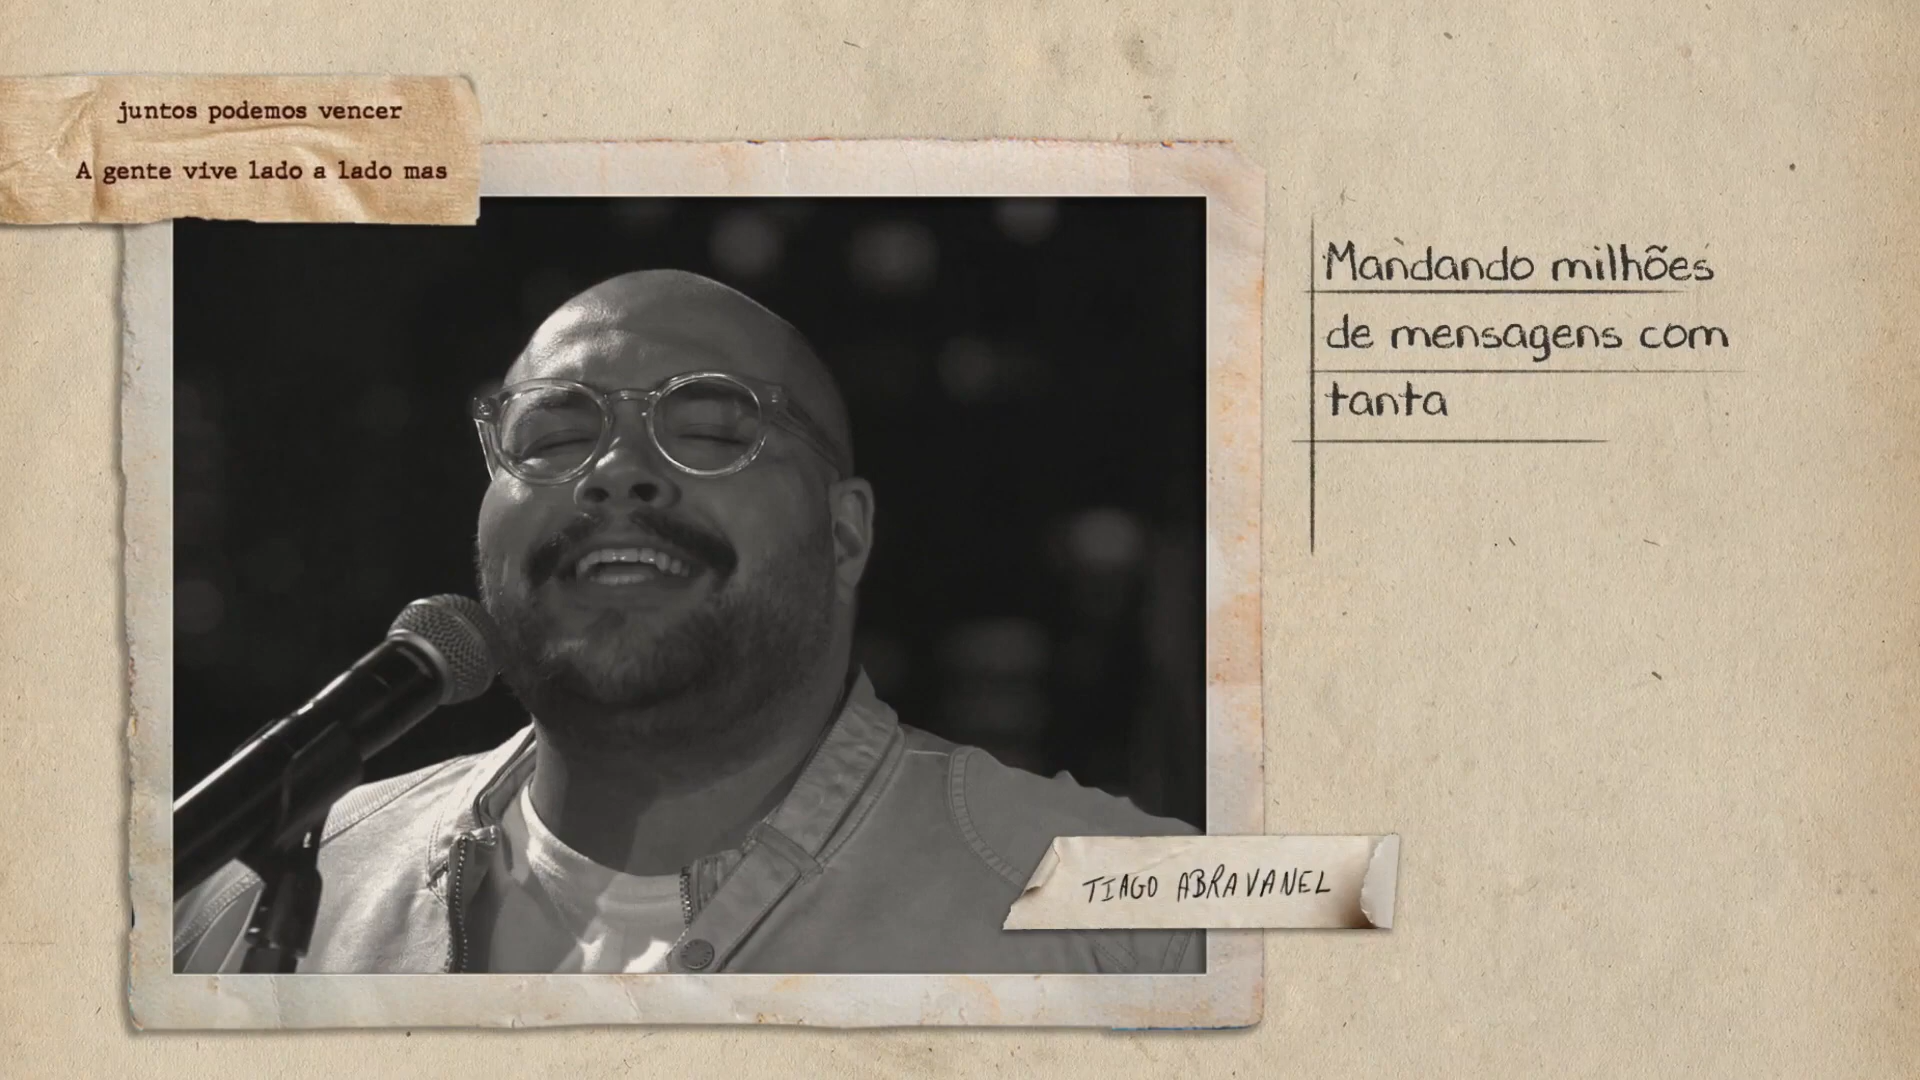 juntos podemos vencer
A gente vive lado a lado mas
Mandando milhões
de mensagens com
tanta
TIAGO ABRAVANEL